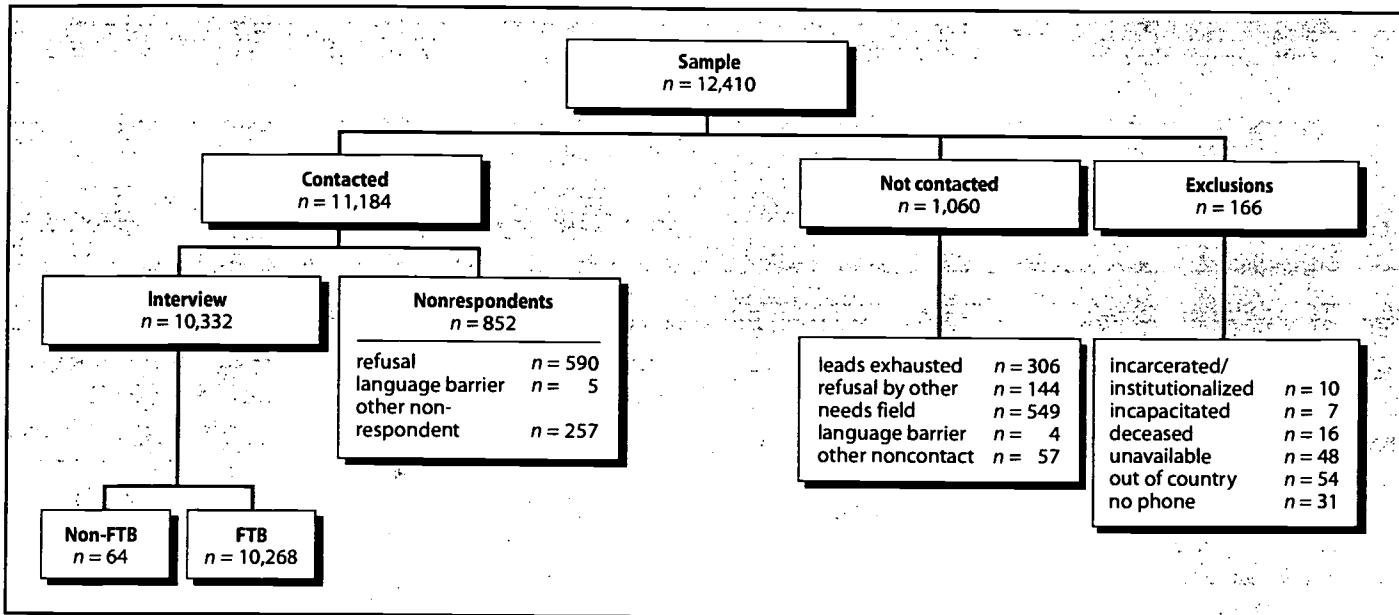 Sample
n = 12,410
Contacted
n = 11,184
Not contacted
n = 1,060
Exclusions
n = 166
Interview
n = 10,332
Nonrespondents
n = 852
refusal n = 590
language barrier n = 5
other non-
respondent n = 257
leads exhausted n = 306
refusal by other n = 144
needs field n = 549
language barrier n = 4
other noncontact n = 57
incarcerated/
institutionalized n = 10
incapacitated n = 7
deceased n = 16
unavailable n = 48
out of country n = 54
no phone n = 31
Non-FTB
n = 64
FTB
n = 10,268